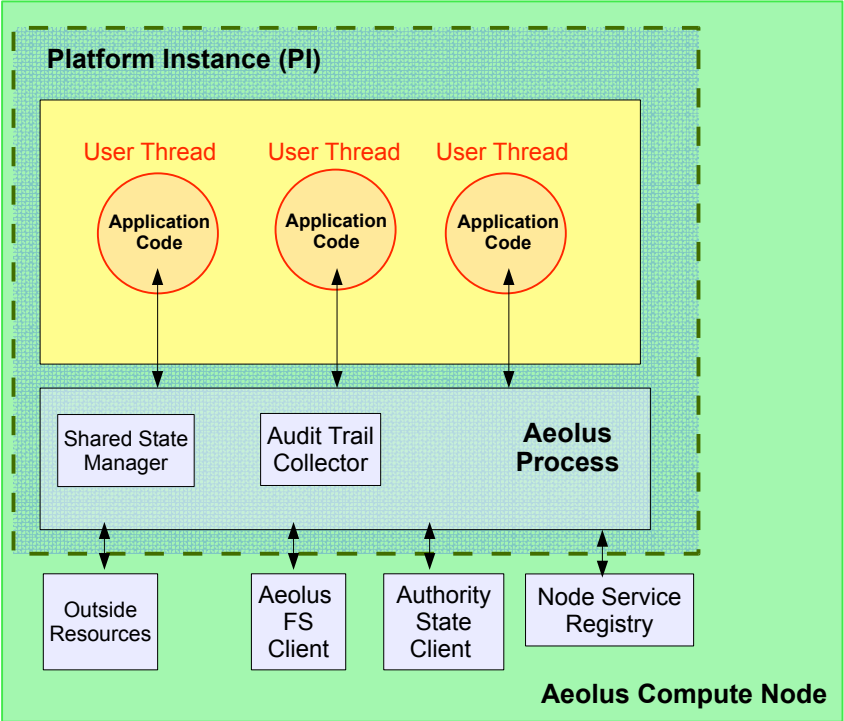 Platform Instance (PI)
User Thread
User Thread
User Thread
Application
Code
Application
Code
Application
Code
Shared State
Manager
Audit Trail
Collector
Aeolus
Process
Outside
Resources
Aeolus
FS
Client
Authority
State
Client
Node Service
Registry
Aeolus Compute Node